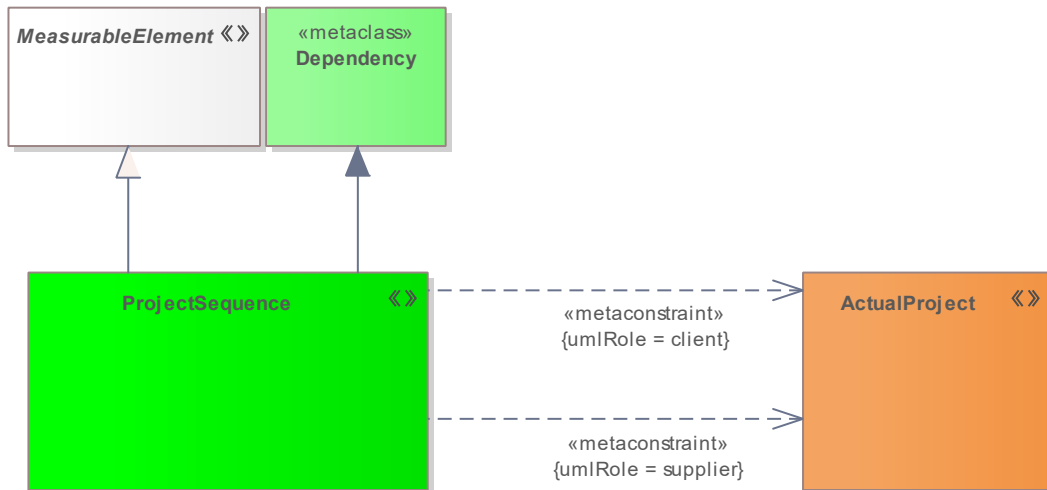 MeasurableElement «»
«metaclass»
Dependency
ProjectSequence «»
«metaconstraint»
{umlRole = client}
ActualProject «»
«metaconstraint»
{umlRole = supplier}